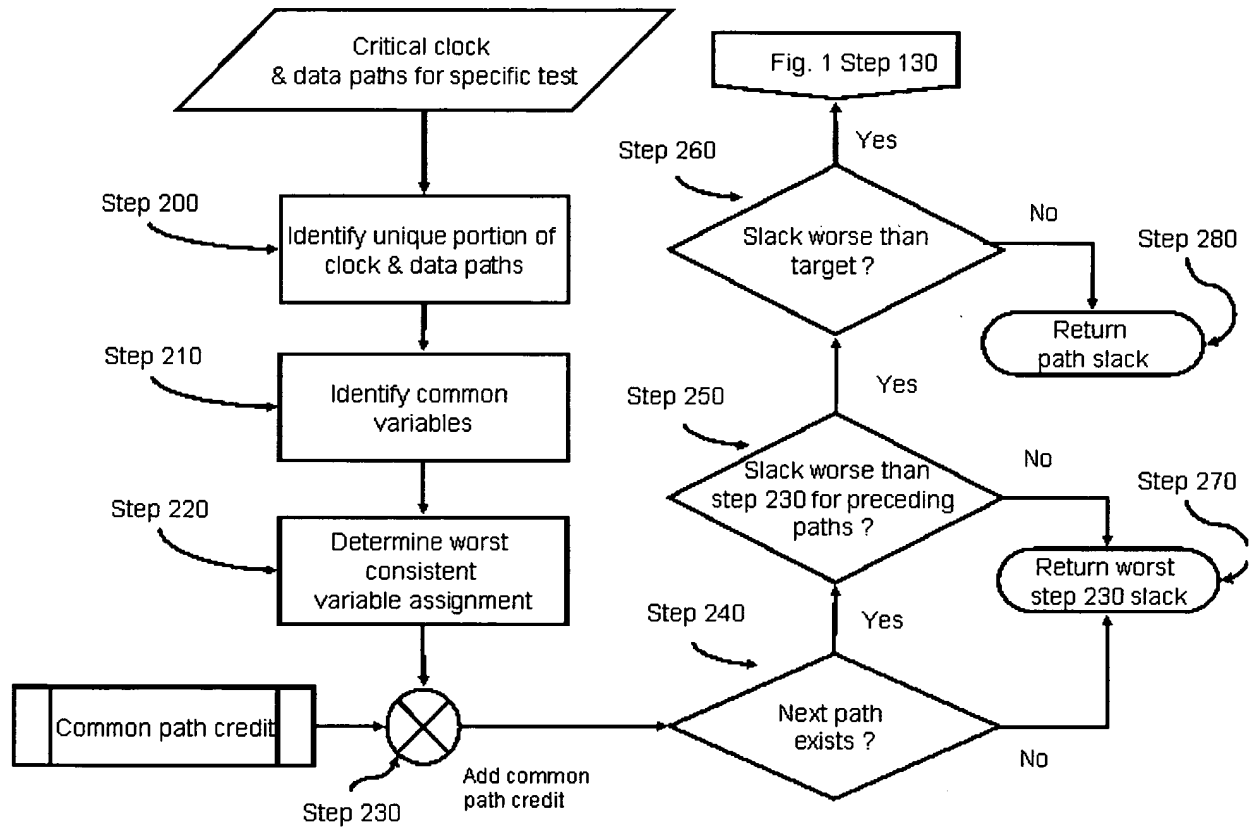 Critical clock
& data paths for specific test
Step 200
Identify unique portion of
clock & data paths
Step 210
Identify common
variables
Step 220
Determine worst
consistent
variable assignment
Common path credit
Step 230
Add common
path credit
Step 240
Next path
exists ?
Yes
No
Step 250
Slack worse than
step 230 for preceding
paths ?
Yes
No
Step 270
Return worst
step 230 slack
Step 260
Slack worse than
target ?
Yes
No
Step 280
Return
path slack
Fig. 1 Step 130